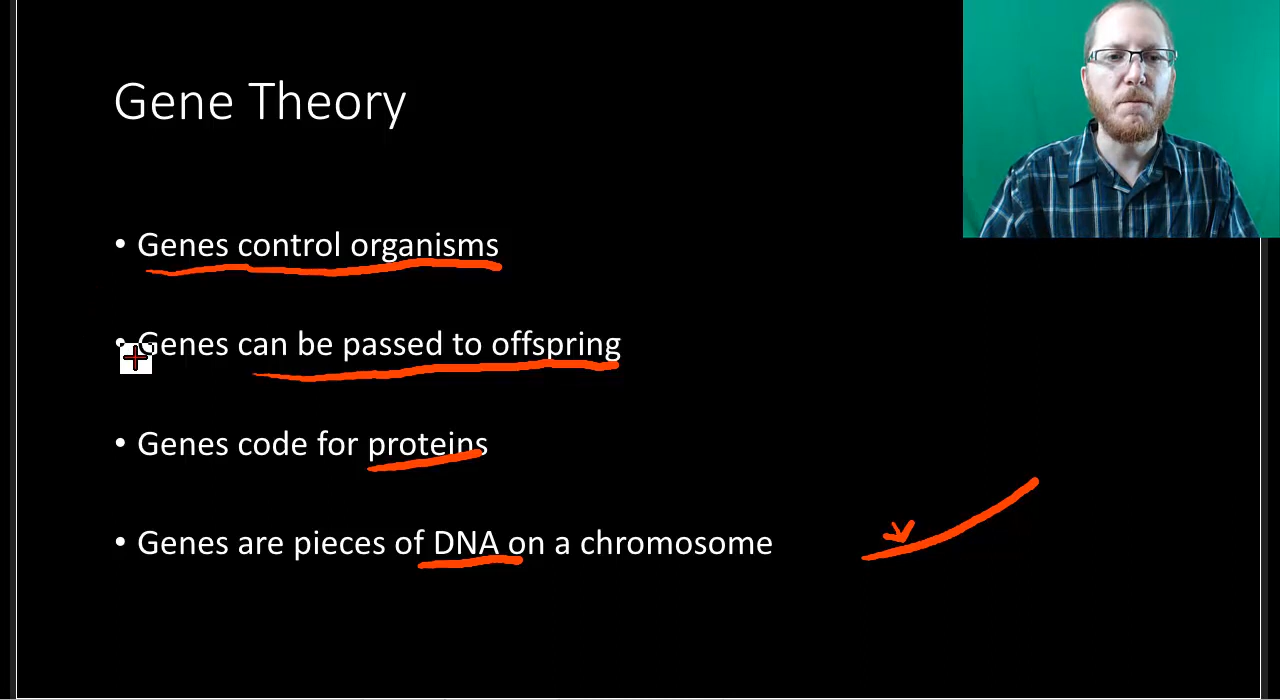 Gene Theory
• Genes control organisms
• Genes can be passed to offspring
• Genes code for proteins
• Genes are pieces of DNA on a chromosome